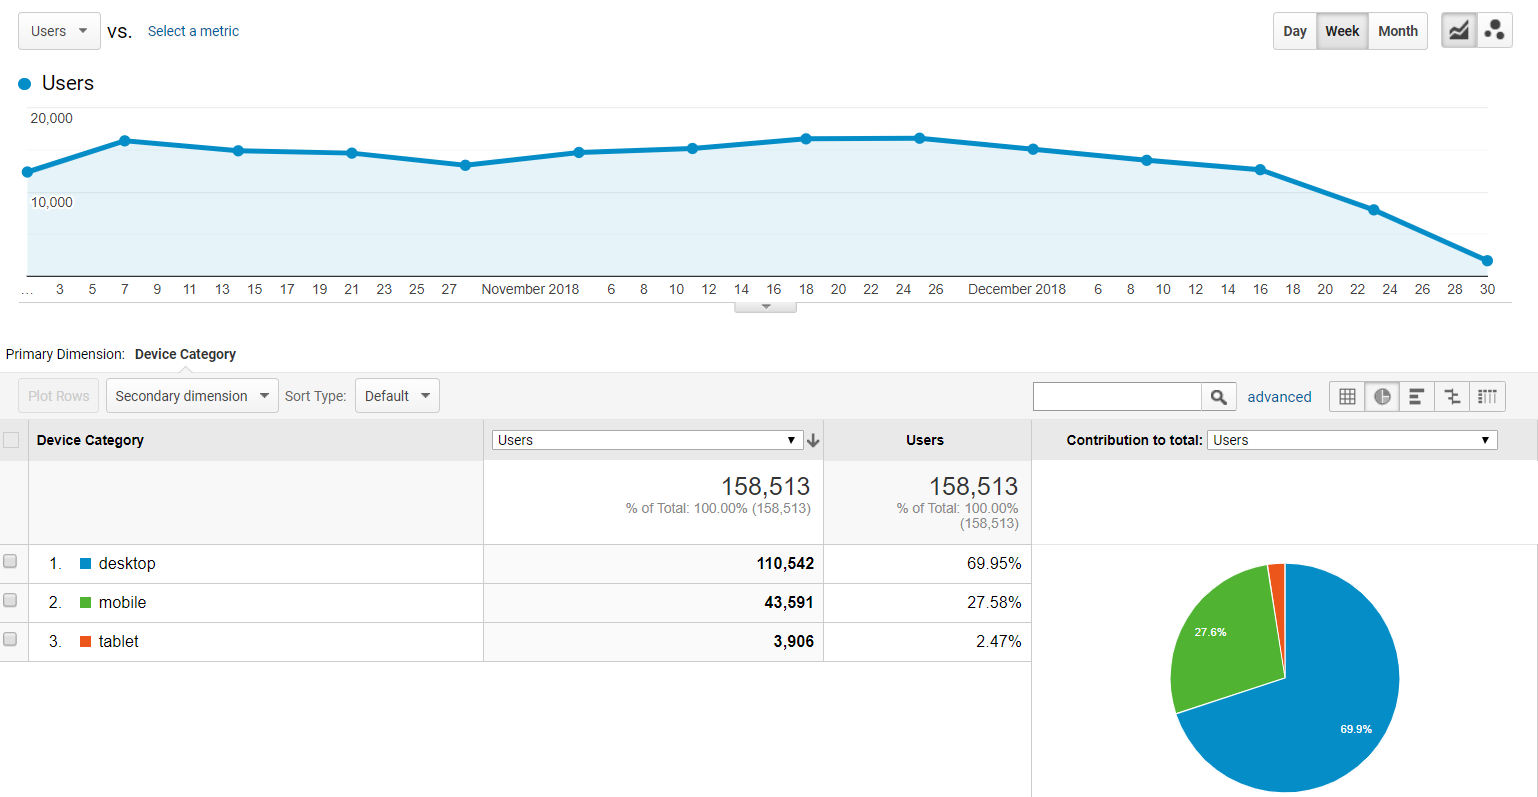 Users vs. Select a metric Day Week Month
Users
20,000
10,000
... 3 5 7 9 11 13 15 17 19 21 23 25 27 November 2018 6 8 10 12 14 16 18 20 22 24 26 December 2018 6 8 10 12 14 16 18 20 22 24 26 28 30
Primary Dimension: Device Category
Plot Rows Secondary dimension Sort Type: Default advanced
Device Category Users Users Contribution to total: Users
158,513 158,513
% of Total: 100.00% (158,513) % of Total: 100.00%
(158,513)
1. desktop 110,542 69.95%
2. mobile 43,591 27.58%
3. tablet 3,906 2.47%
27.6%
69.9%